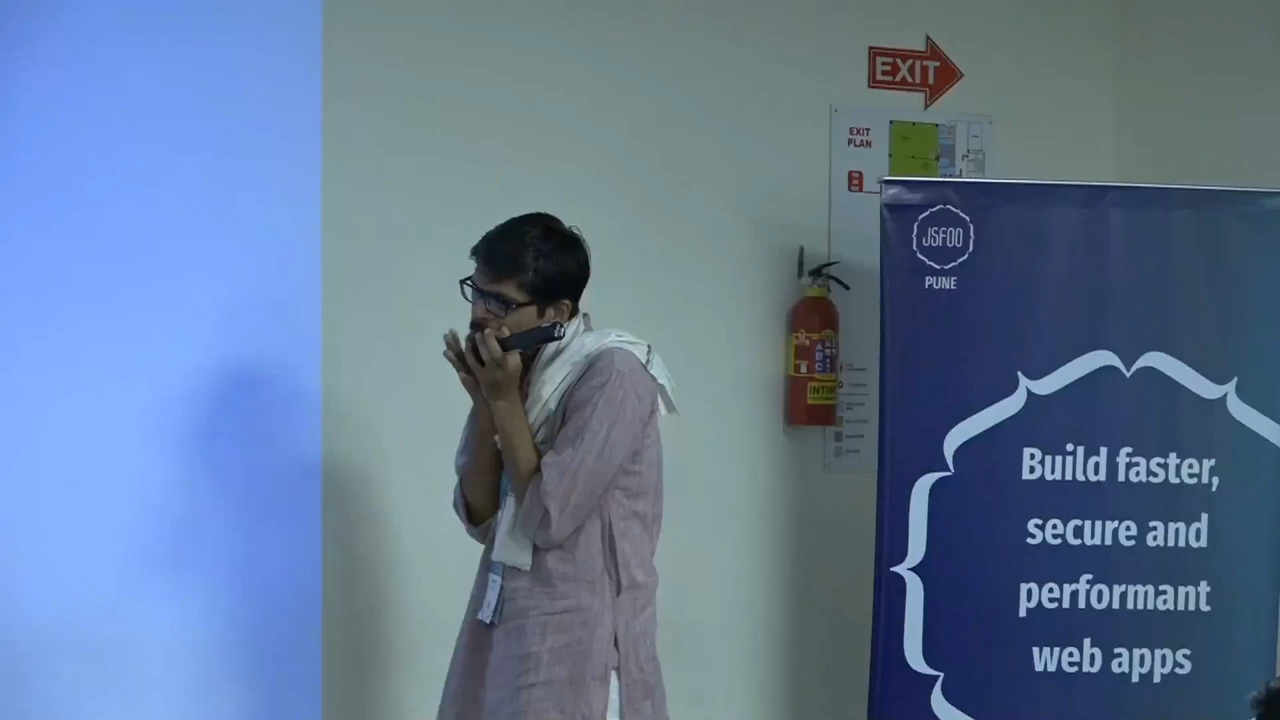 EXIT
EXIT
PLAN
JSFOO
PUNE
Build faster,
secure and
performant
web apps